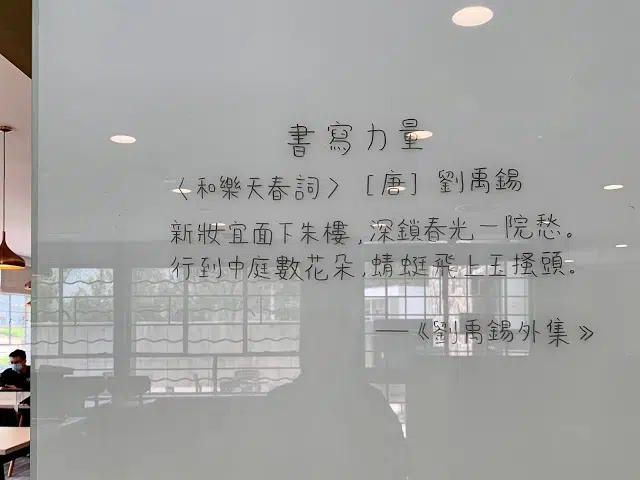 書寫力量
〈和樂天春詞〉 [唐] 劉禹錫
新妝宜面下朱樓，深鎖春光一院愁。
行到中庭數花朵，蜻蜓飛上玉搔頭。
—《劉禹錫外集》